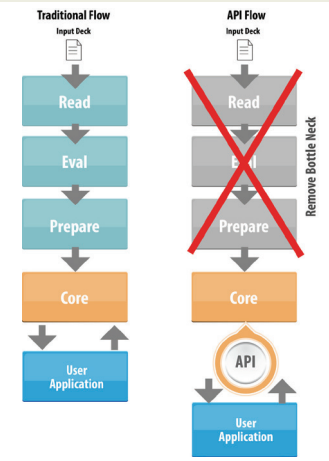 Traditional Flow
Input Deck
Read
Eval
Prepare
Core
User
Application
API Flow
Input Deck
Read
Eval
Prepare
Remove Bottle Neck
Core
API
User
Application